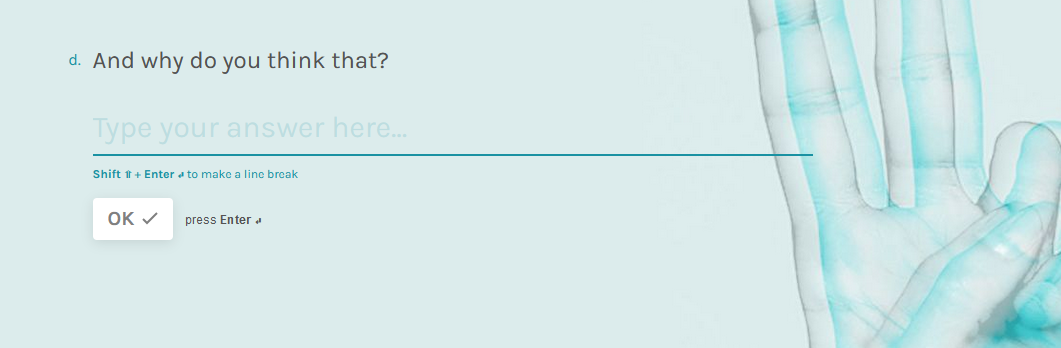 d. And why do you think that?
Type your answer here...
Shift ⇧ + Enter ↵ to make a line break
OK ✓ press Enter ↵